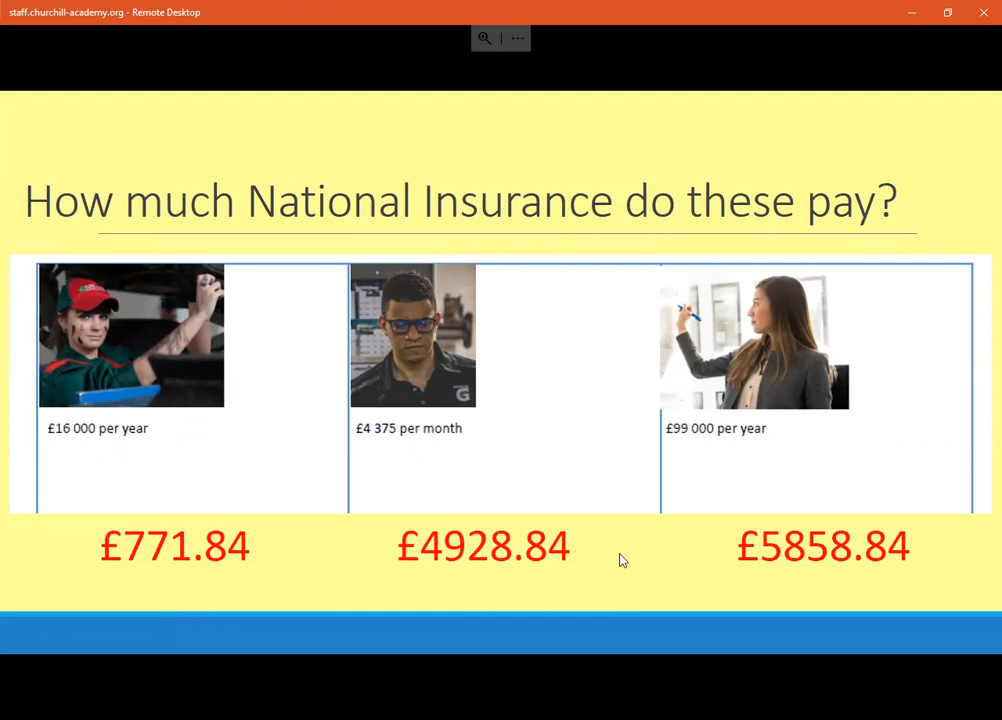 staff.churchill-academy.org - Remote Desktop
How much National Insurance do these pay?
G
£16 000 per year
£4 375 per month
£99 000 per year
£771.84
£4928.84
£5858.84